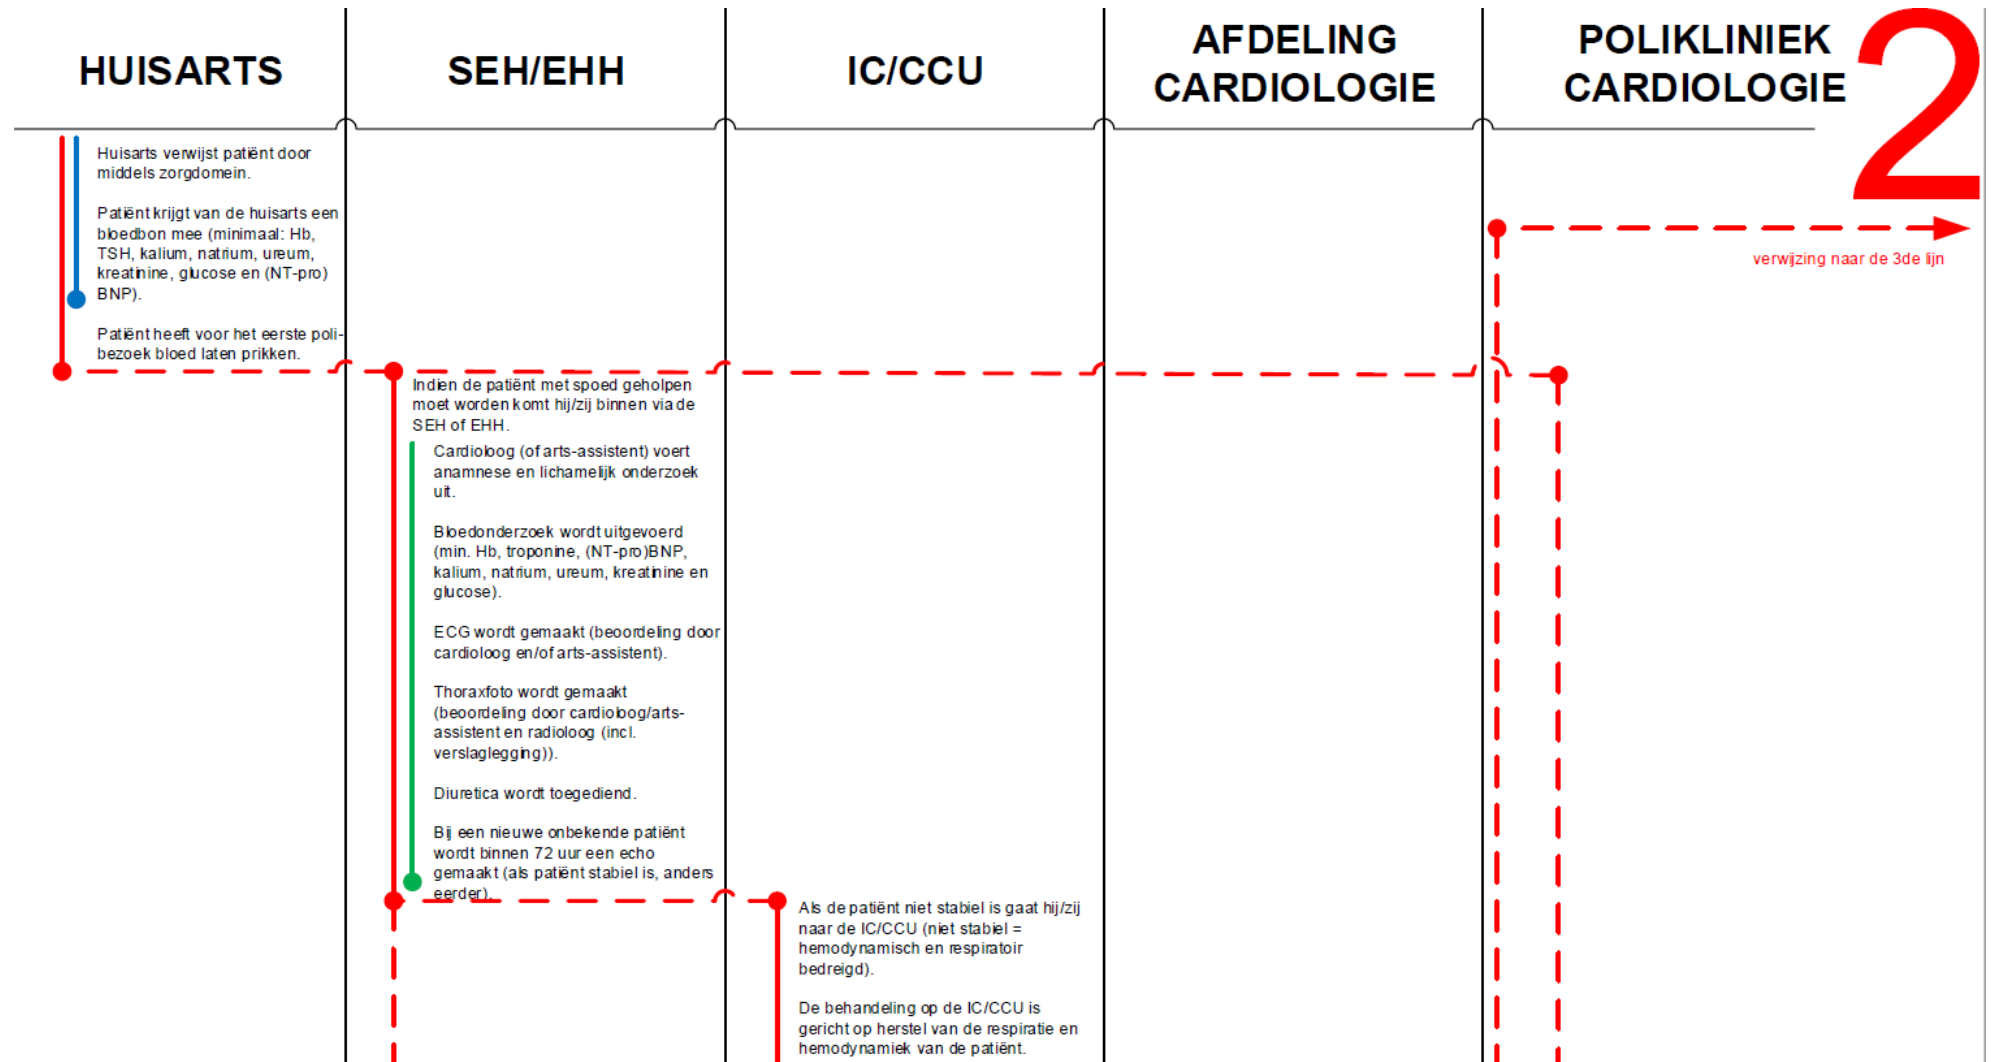 HUISARTS
SEH/EHH
IC/CCU
AFDELING
CARDIOLOGIE
POLIKLINIEK
CARDIOLOGIE
2
Huisarts verwijst patiënt door
middels zorgdomein.
Patiënt krijgt van de huisarts een
bloedbon mee (minimaal: Hb,
TSH, kalium, natrium, ureum,
kreatinine, glucose en (NT-pro)
BNP).
Patiënt heeft voor het eerste poli-
bezoek bloed laten prikken.
verwijzing naar de 3de lijn
Indien de patiënt met spoed geholpen
moet worden komt hij/zij binnen via de
SEH of EHH.
Cardioloog (of arts-assistent) voert
anamnese en lichamelijk onderzoek
uit.
Bloedonderzoek wordt uitgevoerd
(min. Hb, troponine, (NT-pro)BNP,
kalium, natrium, ureum, kreatinine en
glucose).
ECG wordt gemaakt (beoordeling door
cardioloog en/of arts-assistent).
Thoraxfoto wordt gemaakt
(beoordeling door cardioloog/arts-
assistent en radioloog (incl.
verslaglegging)).
Diuretica wordt toegediend.
Bij een nieuwe onbekende patiënt
wordt binnen 72 uur een echo
gemaakt (als patiënt stabiel is, anders
eerder).
Als de patiënt niet stabiel is gaat hij/zij
naar de IC/CCU (niet stabiel =
hemodynamisch en respiratoir
bedreigd).
De behandeling op de IC/CCU is
gericht op herstel van de respiratie en
hemodynamiek van de patiënt.